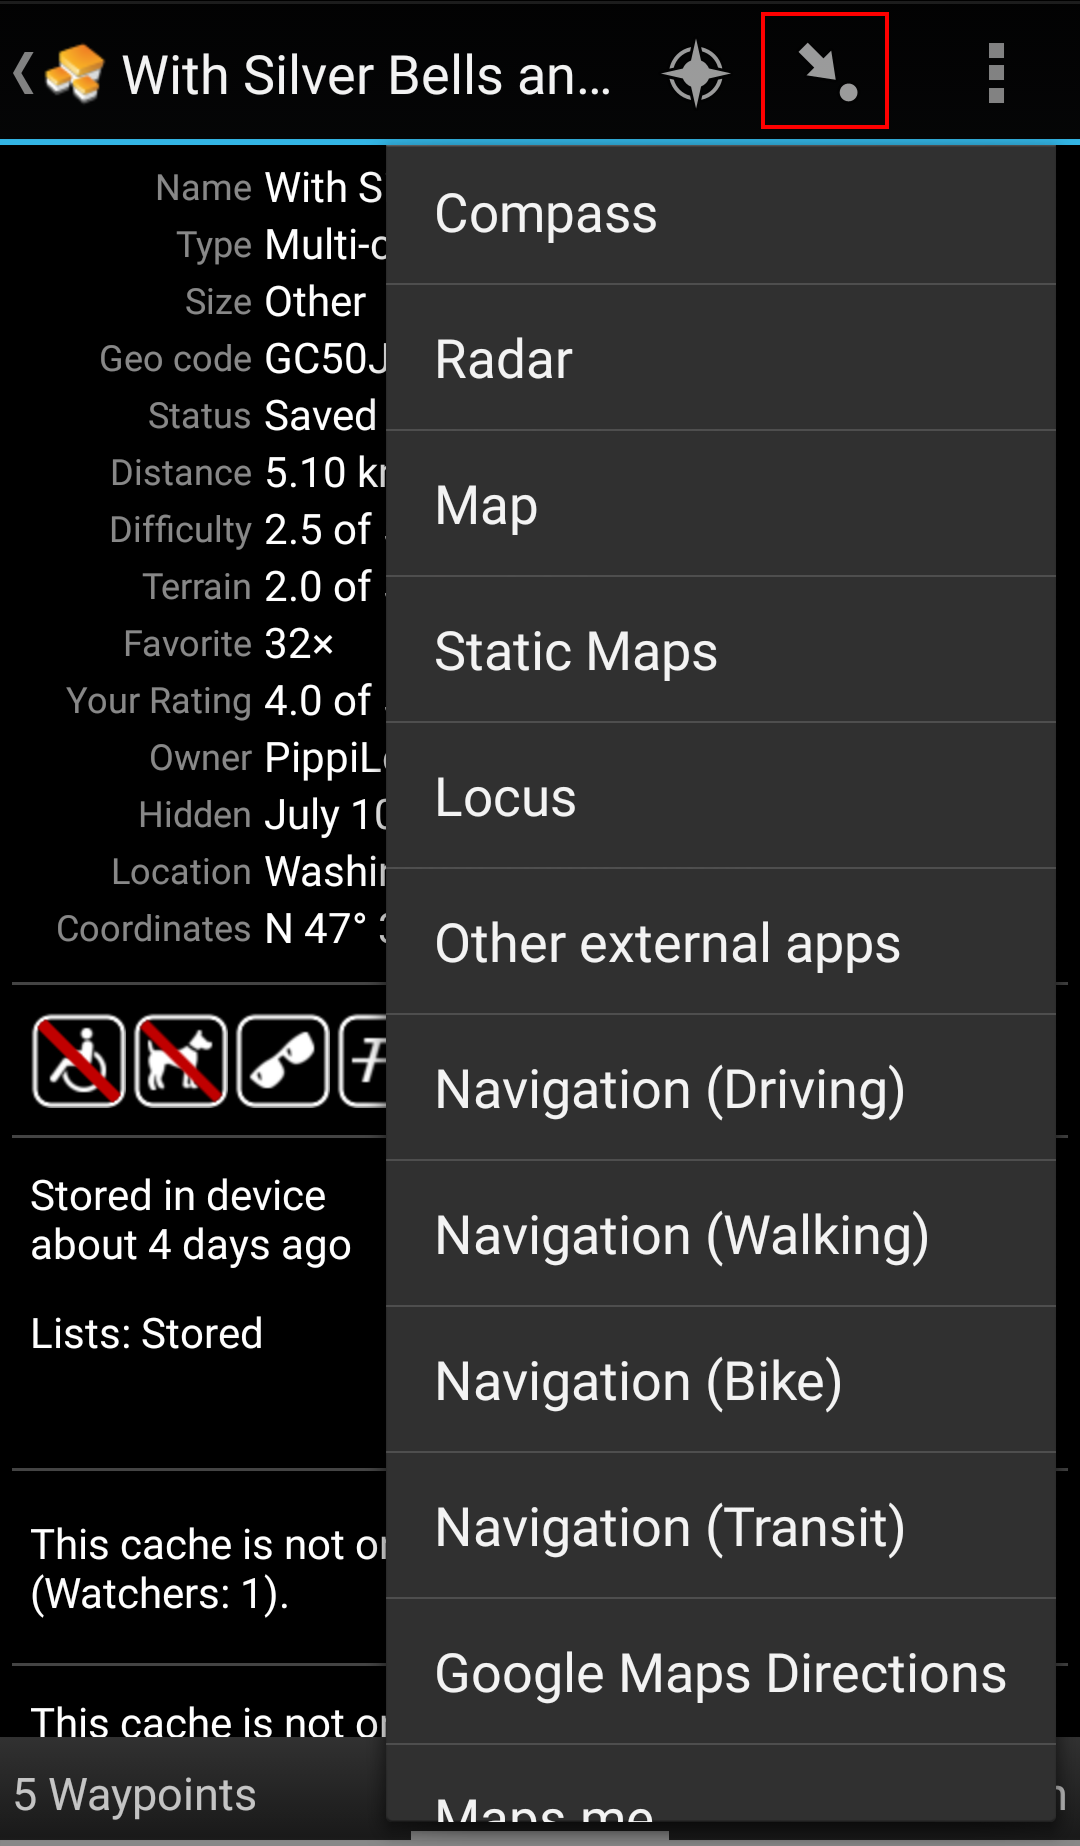 With Silver Bells an...
Name With S
Type Multi-c
Size Other
Geo code GC50J
Status Saved
Distance 5.10 k
Difficulty 2.5 of
Terrain 2.0 of
Favorite 32×
Your Rating 4.0 of
Owner PippiL
Hidden July 10
Location Washi
Coordinates N 47°
Stored in device
about 4 days ago
Lists: Stored
This cache is not o
(Watchers: 1).
This cache is not o
5 Waypoints
Compass
Radar
Map
Static Maps
Locus
Other external apps
Navigation (Driving)
Navigation (Walking)
Navigation (Bike)
Navigation (Transit)
Google Maps Directions
Maps me